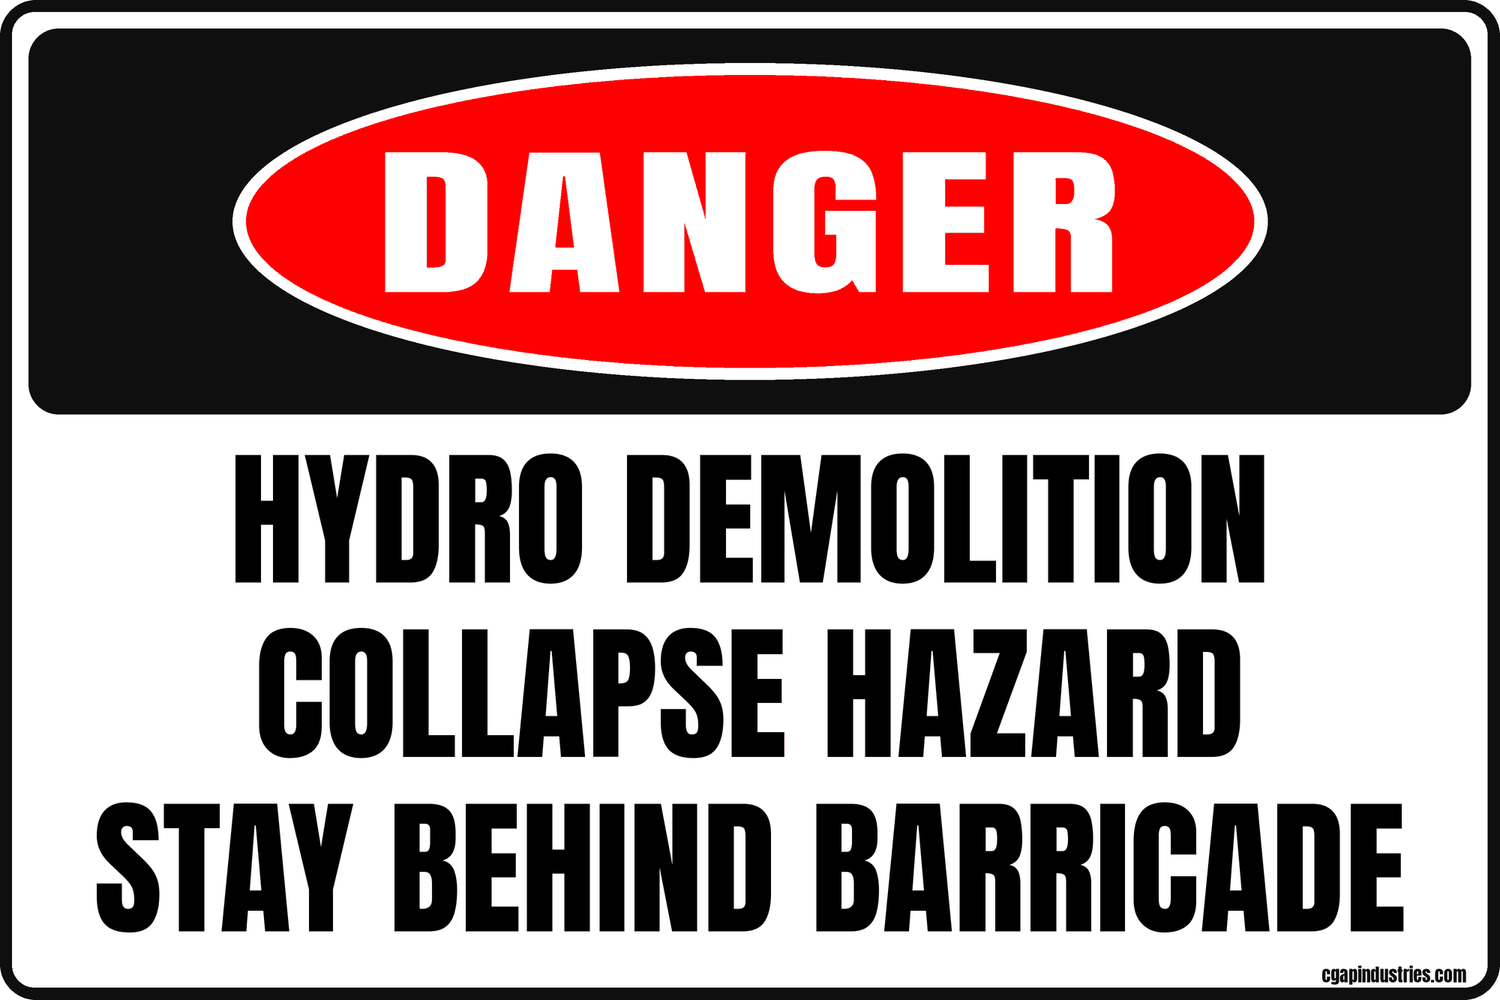 DANGER
HYDRO DEMOLITION
COLLAPSE HAZARD
STAY BEHIND BARRICADE
cgapindustries.com